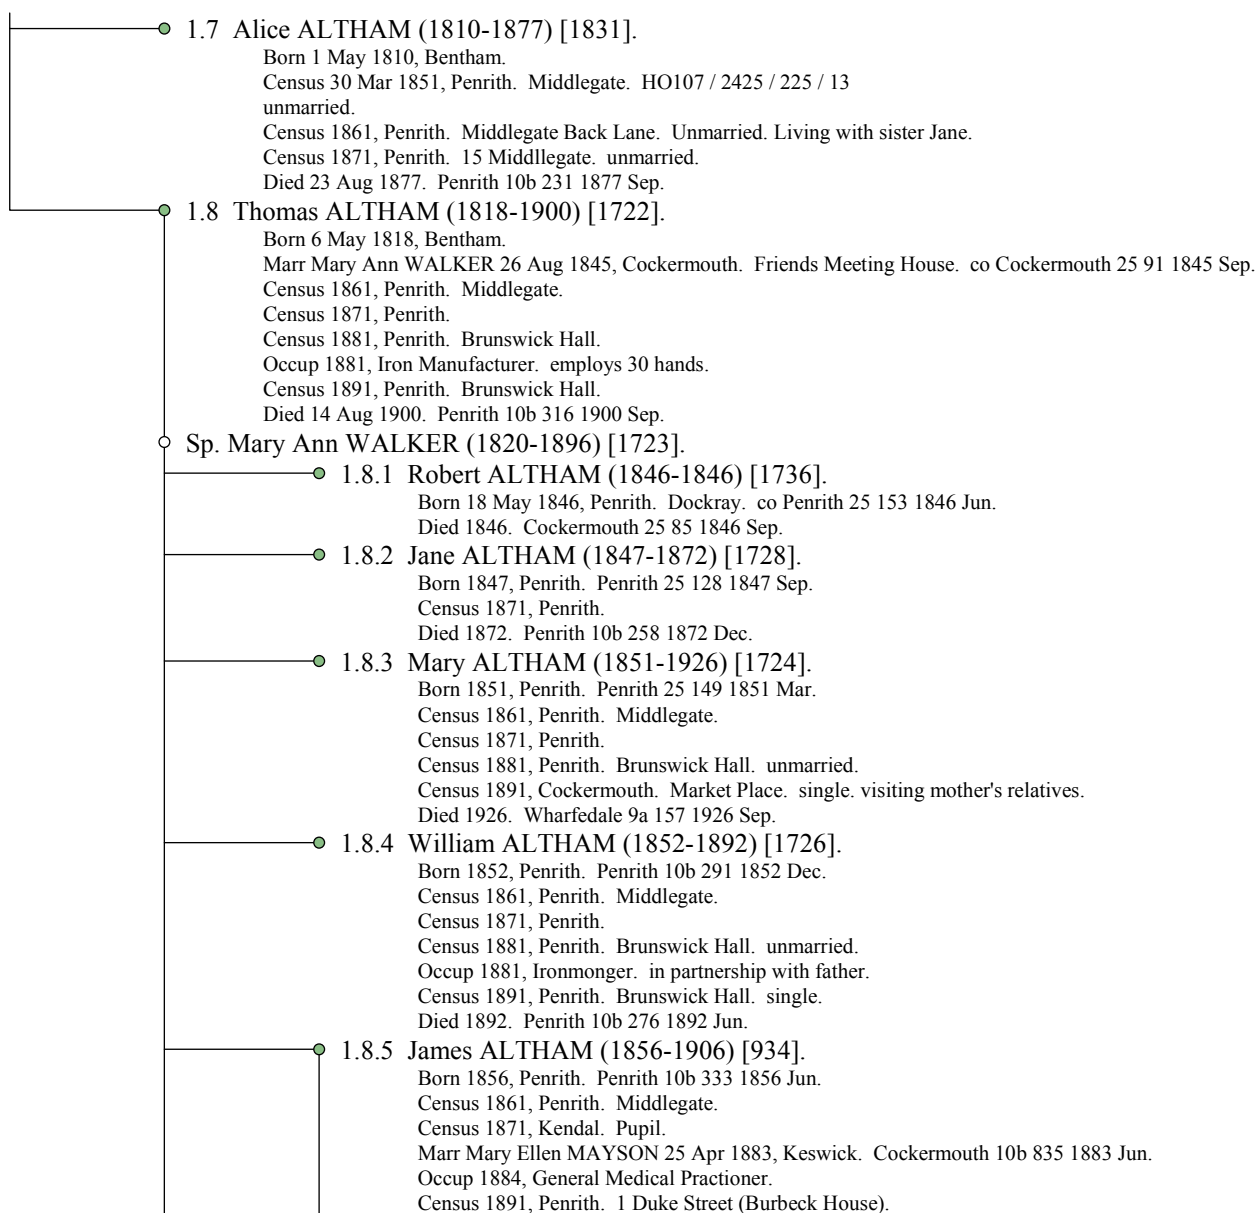 1.7 Alice ALTHAM (1810-1877) [1831].
Born 1 May 1810, Bentham.
Census 30 Mar 1851, Penrith. Middlegate. HO107 / 2425 / 225 / 13
unmarried.
Census 1861, Penrith. Middlegate Back Lane. Unmarried. Living with sister Jane.
Census 1871, Penrith. 15 Middllegate. unmarried.
Died 23 Aug 1877. Penrith 10b 231 1877 Sep.
1.8 Thomas ALTHAM (1818-1900) [1722].
Born 6 May 1818, Bentham.
Marr Mary Ann WALKER 26 Aug 1845, Cockermouth. Friends Meeting House. co Cockermouth 25 91 1845 Sep.
Census 1861, Penrith. Middlegate.
Census 1871, Penrith.
Census 1881, Penrith. Brunswick Hall.
Occup 1881, Iron Manufacturer. employs 30 hands.
Census 1891, Penrith. Brunswick Hall.
Died 14 Aug 1900. Penrith 10b 316 1900 Sep.
Sp. Mary Ann WALKER (1820-1896) [1723].
1.8.1 Robert ALTHAM (1846-1846) [1736].
Born 18 May 1846, Penrith. Dockray. co Penrith 25 153 1846 Jun.
Died 1846. Cockermouth 25 85 1846 Sep.
1.8.2 Jane ALTHAM (1847-1872) [1728].
Born 1847, Penrith. Penrith 25 128 1847 Sep.
Census 1871, Penrith.
Died 1872. Penrith 10b 258 1872 Dec.
1.8.3 Mary ALTHAM (1851-1926) [1724].
Born 1851, Penrith. Penrith 25 149 1851 Mar.
Census 1861, Penrith. Middlegate.
Census 1871, Penrith.
Census 1881, Penrith. Brunswick Hall. unmarried.
Census 1891, Cockermouth. Market Place. single. visiting mother's relatives.
Died 1926. Wharfedale 9a 157 1926 Sep.
1.8.4 William ALTHAM (1852-1892) [1726].
Born 1852, Penrith. Penrith 10b 291 1852 Dec.
Census 1861, Penrith. Middlegate.
Census 1871, Penrith.
Census 1881, Penrith. Brunswick Hall. unmarried.
Occup 1881, Ironmonger. in partnership with father.
Census 1891, Penrith. Brunswick Hall. single.
Died 1892. Penrith 10b 276 1892 Jun.
1.8.5 James ALTHAM (1856-1906) [934].
Born 1856, Penrith. Penrith 10b 333 1856 Jun.
Census 1861, Penrith. Middlegate.
Census 1871, Kendal. Pupil.
Marr Mary Ellen MAYSON 25 Apr 1883, Keswick. Cockermouth 10b 835 1883 Jun.
Occup 1884, General Medical Practioner.
Census 1891, Penrith. 1 Duke Street (Burbeck House).